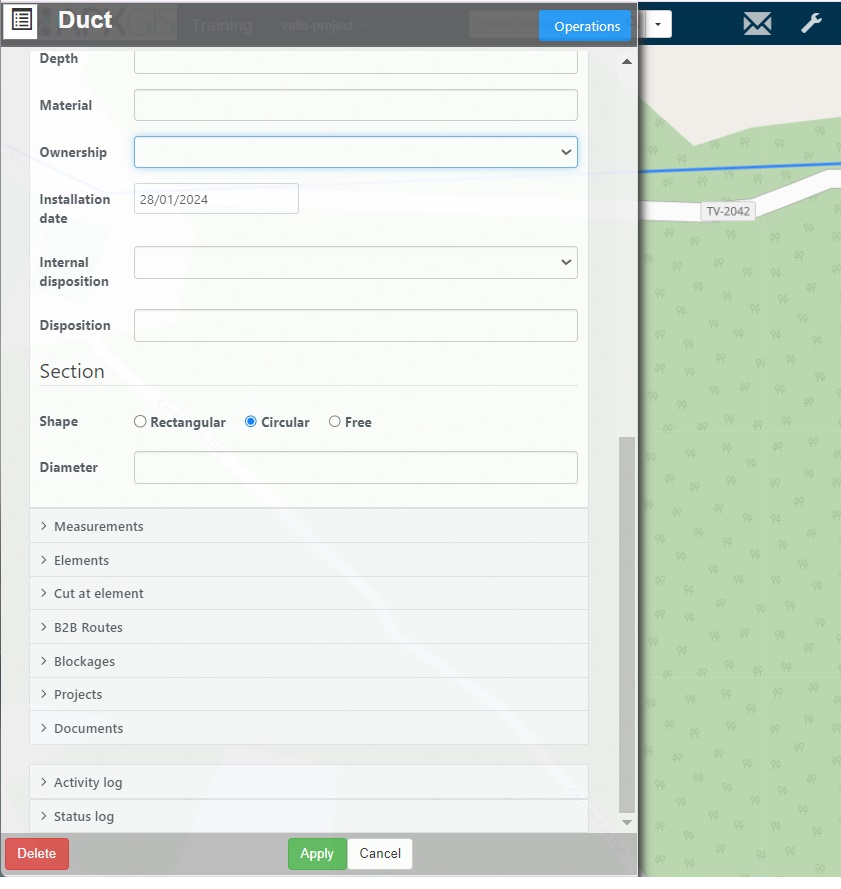 Duct
Training
valls-project
Operations
Depth
Material
Ownership
Installation
date
28/01/2024
Internal
disposition
Disposition
Section
Shape
Rectangular
Circular
Free
Diameter
> Measurements
> Elements
> Cut at element
> B2B Routes
> Blockages
> Projects
> Documents
> Activity log
> Status log
Delete
Apply
Cancel
TV-2042